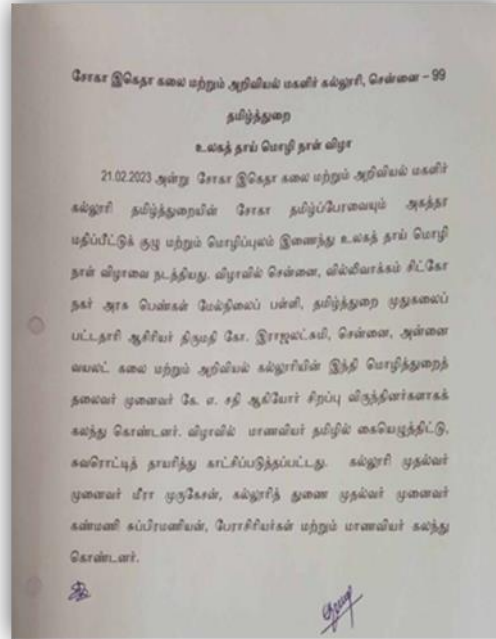 சோகா இகெதா கலை மற்றும் அறிவியல் மகளிர் கல்லூரி, சென்னை – 99
தமிழ்த்துறை
உலகத் தாய் மொழி நாள் விழா
21.02.2023 அன்று சோகா இகெதா கலை மற்றும் அறிவியல் மகளிர்
கல்லூரி தமிழ்த்துறையின் சோகா தமிழ்ப்பேரவையும் அகத்தர
மதிப்பீட்டுக் குழு மற்றும் மொழிப்புலம் இணைந்து உலகத் தாய் மொழி
நாள் விழாவை நடத்தியது. விழாவில் சென்னை, வில்லிவாக்கம் சிட்கோ
நகர் அரசு பெண்கள் மேல்நிலைப் பள்ளி, தமிழ்த்துறை முதுகலைப்
பட்டதாரி ஆசிரியர் திருமதி கோ. இராஜலட்சுமி, சென்னை, அன்னை
வயலட் கலை மற்றும் அறிவியல் கல்லூரியின் இந்தி மொழித்துறைத்
தலைவர் முனைவர் கே. ஏ. சதி ஆகியோர் சிறப்பு விருந்தினர்களாகக்
கலந்து கொண்டனர். விழாவில் மாணவியர் தமிழில் கையெழுத்திட்டு,
சுவரொட்டித் தாயரித்து காட்சிப்படுத்தப்பட்டது. கல்லூரி முதல்வர்
முனைவர் மீரா முருகேசன், கல்லூரித் துணை முதல்வர் முனைவர்
கண்மணி சுப்பிரமணியன், பேராசிரியர்கள் மற்றும் மாணவியர் கலந்து
கொண்டனர்.